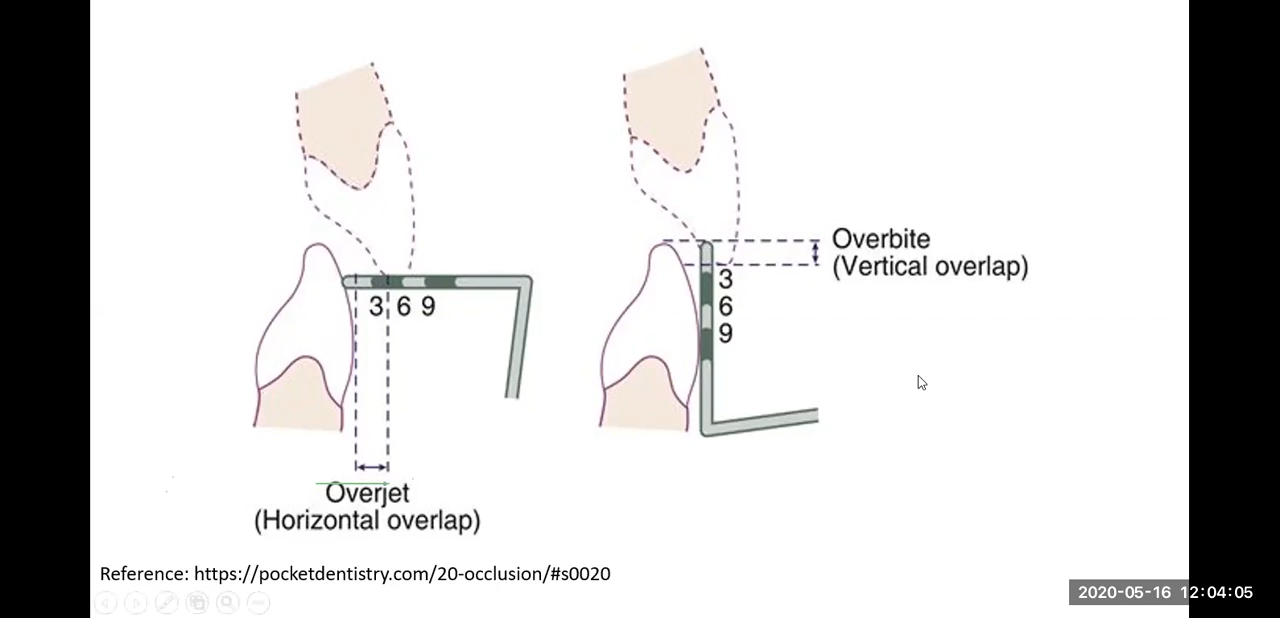 3 6 9
Overjet
(Horizontal overlap)
Overbite
(Vertical overlap)
3
6
9
Reference: https://pocketdentistry.com/20-occlusion/#s0020
2020-05-16 12:04:05